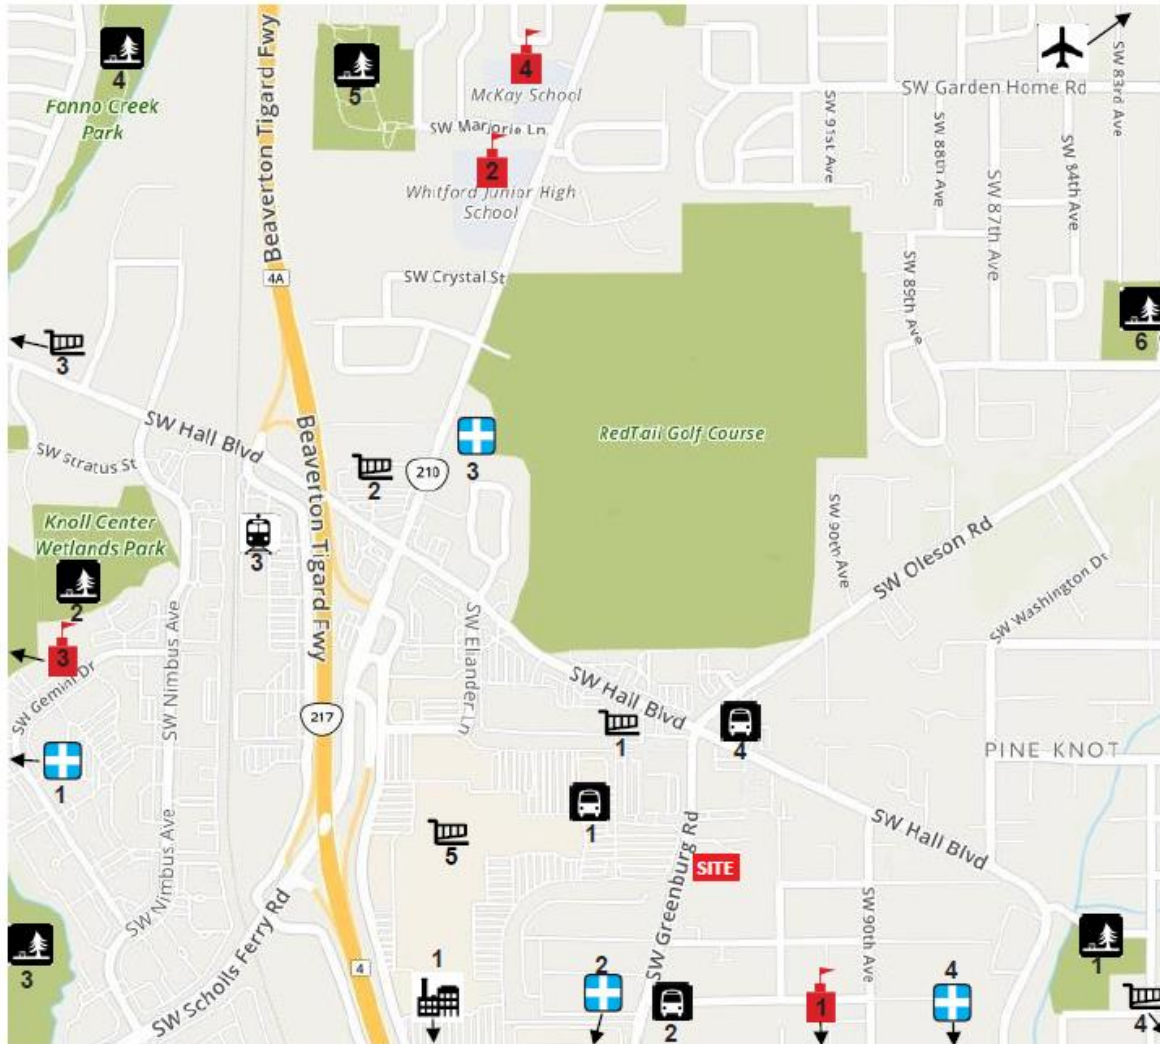 4
Fanno Creek
Park
Beaverton Tigard Fwy
5
4
McKay School
SW Marjorie Ln
2
Whitford Junior High
School
SW Garden Home Rd
SW 83rd Ave
SW 91st Ave
SW 88th Ave
SW 84th Ave
SW 87th Ave
SW 89th Ave
4A
SW Crystal St
6
3
SW Hall Blvd
SW Stratus St
2
210
3
RedTail Golf Course
Knoll Center
Wetlands Park
3
Beaverton Tigard Fwy
SW 90th Ave
SW Oleson Rd
SW Washington Dr
2
3
SW Gemini Dr
SW Nimbus Ave
SW Eliander Ln
217
SW Hall Blvd
1
4
PINE KNOT
1
1
5
SW Nimbus Ave
SW Greenburg Rd
SITE
SW Hall Blvd
SW 90th Ave
3
SW Scholls Ferry Rd
4
1
2
2
1
4
1
4